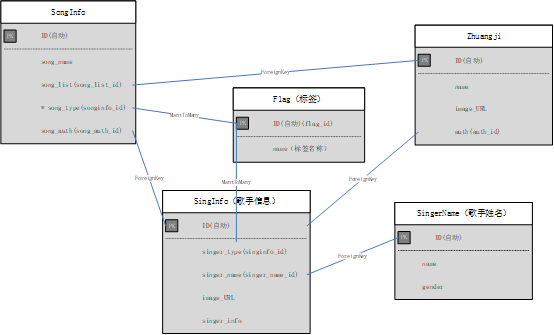 SongInfo
PK
ID(自动)
song_name
song_list(song_list_id)
* song_type(songinfo_id)
song_auth(song_auth_id)
Zhuangji
PK
ID(自动)
name
image_URL
auth(auth_id)
Flag (标签)
PK
ID(自动)(flag_id)
name (标签名称)
SingInfo (歌手信息)
PK
ID(自动)
singer_type(singinfo_id)
singer_name(singer_name_id)
image_URL
singer_info
SingerName (歌手姓名)
PK
ID(自动)
name
gender
ForeignKey
ManyToMany
ForeignKey
ManyToMany
ForeignKey
ForeignKey